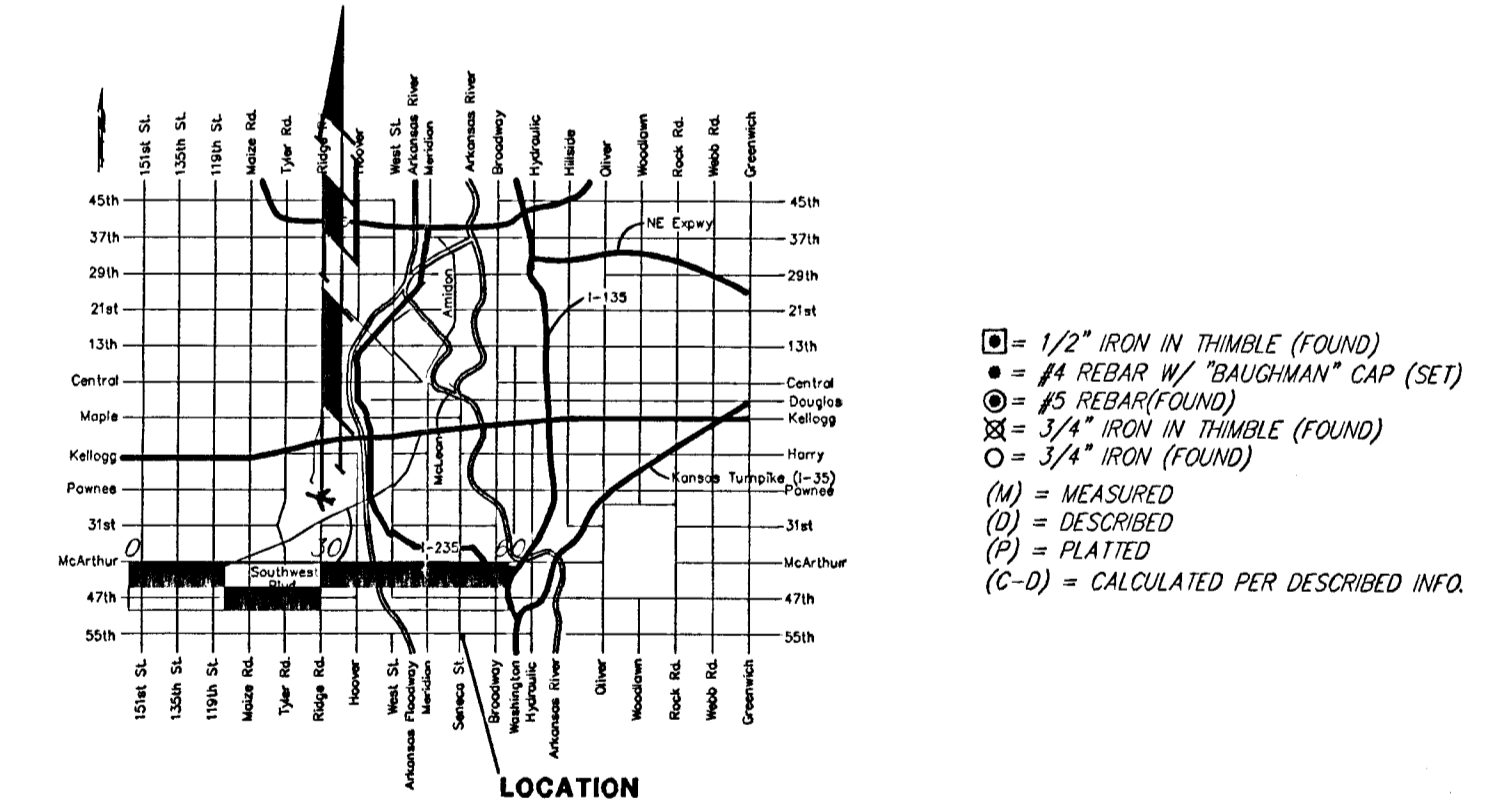 151st St.
135th St.
119th St.
Maize Rd.
Tyler Rd.
Ridge R
Hoover
West St.
Arkansas River
Meridian
Arkansas River
Broadway
Hydraulic
Hillside
Oliver
Woodlawn
Rock Rd.
Webb Rd.
Greenwich
45th
45th
NE Expwy
37th
37th
29th
29th
Amidon
I-135
21st
21st
13th
13th
Central
Central
Douglas
Maple
Kellogg
McLean
Kellogg
Harry
Kansas Turnpike (I-35)
Pawnee
Pawnee
31st
31st
0
30
60
I-235
McArthur
McArthur
Southwest
Blvd.
47th
47th
55th
55th
151st St.
135th St.
119th St.
Maize Rd.
Tyler Rd.
Ridge Rd.
Hoover
West St.
Arkansas Floodway
Meridian
Seneca St.
Broadway
Washington
Hydraulic
Arkansas River
Oliver
Woodlawn
Rock Rd.
Webb Rd.
Greenwich
LOCATION
= 1/2" IRON IN THIMBLE (FOUND)
= #4 REBAR W/ "BAUGHMAN" CAP (SET)
= #5 REBAR(FOUND)
= 3/4" IRON IN THIMBLE (FOUND)
= 3/4" IRON (FOUND)
(M) = MEASURED
(D) = DESCRIBED
(P) = PLATTED
(C-D) = CALCULATED PER DESCRIBED INFO.